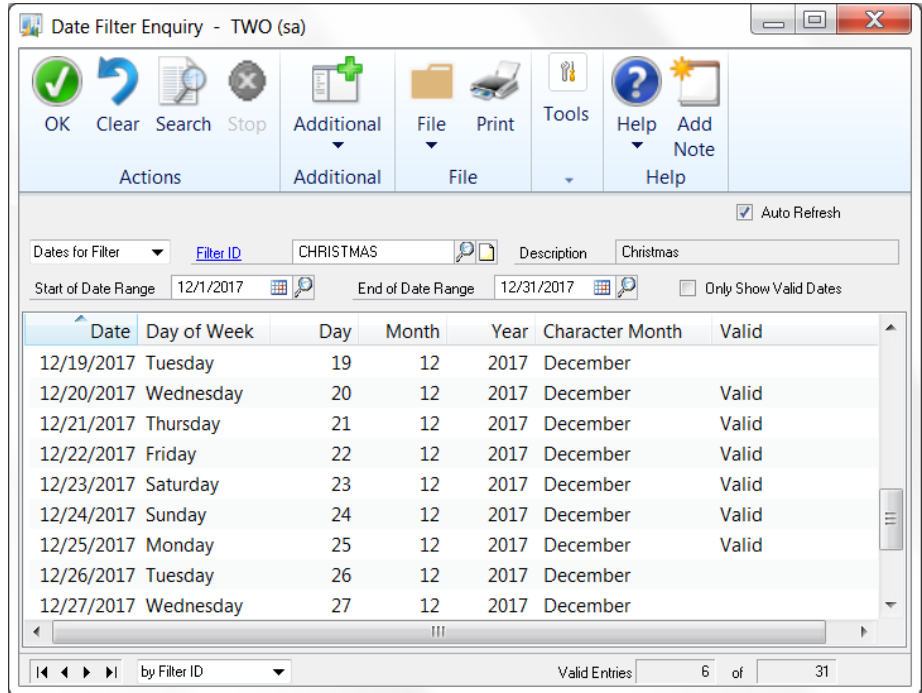 Date Filter Enquiry - TWO (sa)
OK Clear Search Stop Additional File Print Tools Help Add Note
Actions Additional File Help
Auto Refresh
Dates for Filter Filter ID CHRISTMAS Description Christmas
Start of Date Range 12/1/2017 End of Date Range 12/31/2017 Only Show Valid Dates
Date Day of Week Day Month Year Character Month Valid
12/19/2017 Tuesday 19 12 2017 December
12/20/2017 Wednesday 20 12 2017 December Valid
12/21/2017 Thursday 21 12 2017 December Valid
12/22/2017 Friday 22 12 2017 December Valid
12/23/2017 Saturday 23 12 2017 December Valid
12/24/2017 Sunday 24 12 2017 December Valid
12/25/2017 Monday 25 12 2017 December Valid
12/26/2017 Tuesday 26 12 2017 December
12/27/2017 Wednesday 27 12 2017 December
by Filter ID Valid Entries 6 of 31